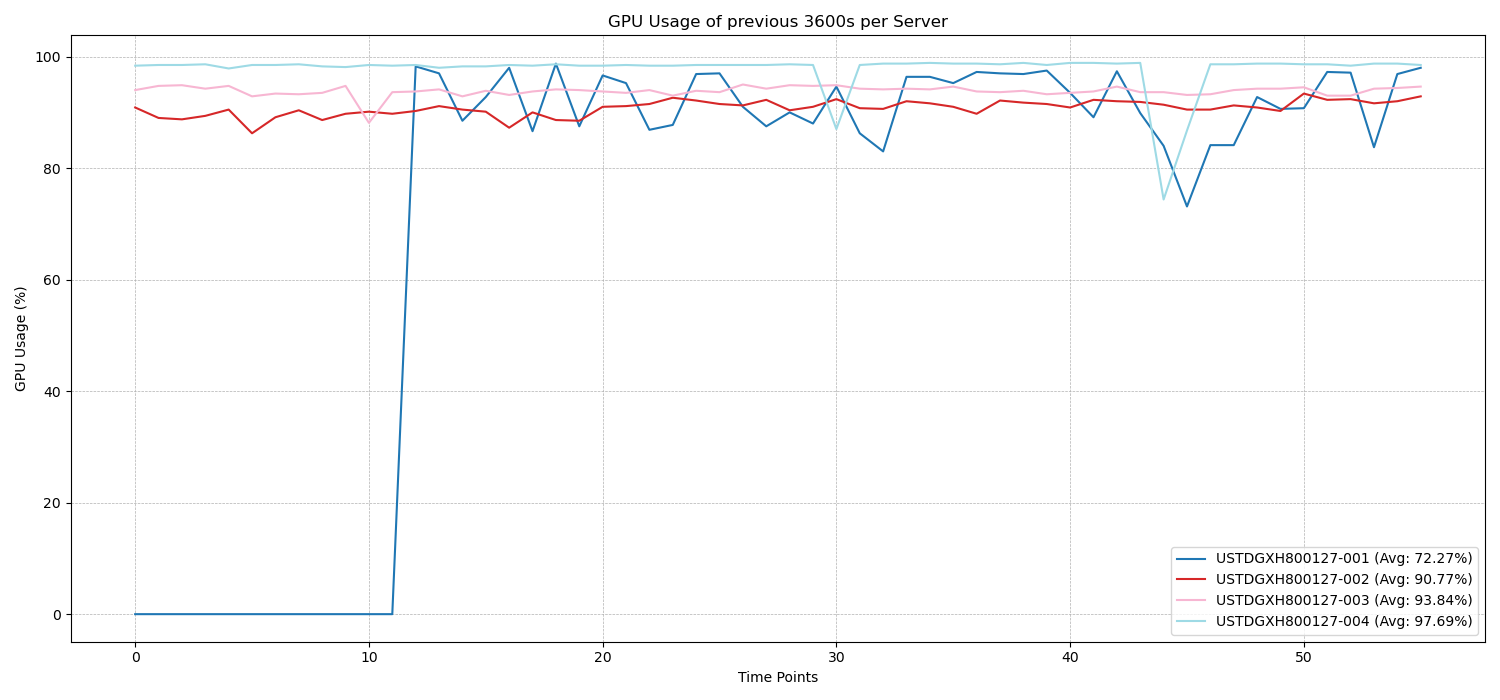 GPU Usage of previous 3600s per Server
100
80
60
40
20
0
GPU Usage (%)
0 10 20 30 40 50
Time Points
USTDGXH800127-001 (Avg: 72.27%)
USTDGXH800127-002 (Avg: 90.77%)
USTDGXH800127-003 (Avg: 93.84%)
USTDGXH800127-004 (Avg: 97.69%)